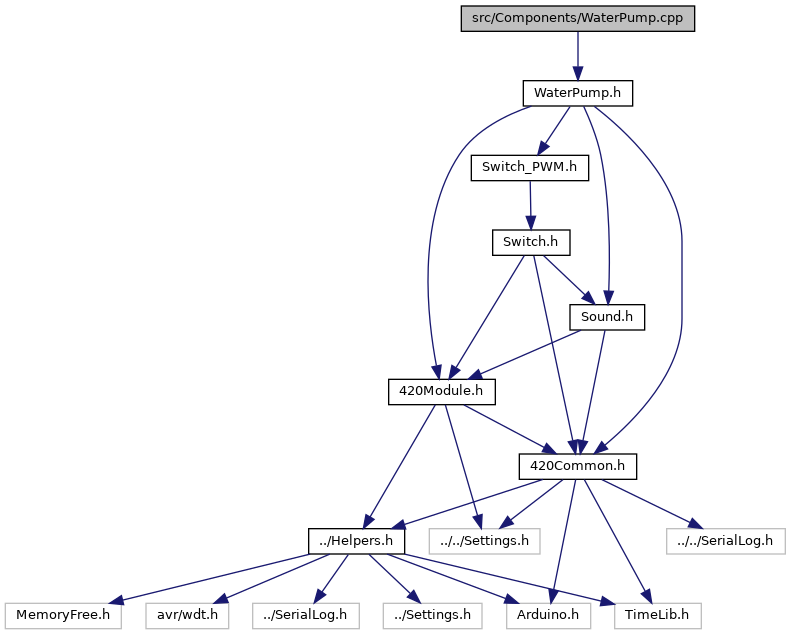 src/Components/WaterPump.cpp
WaterPump.h
Switch_PWM.h
Switch.h
Sound.h
420Module.h
420Common.h
../Helpers.h
../../Settings.h
../../SerialLog.h
MemoryFree.h
avr/wdt.h
../SerialLog.h
../Settings.h
Arduino.h
TimeLib.h